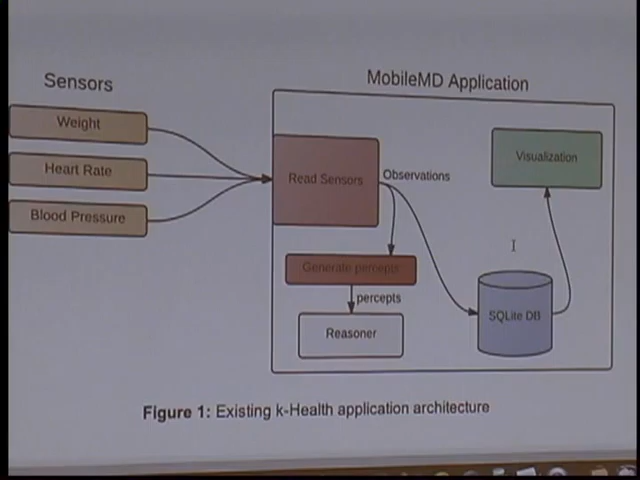 Sensors
MobileMD Application
Weight
Heart Rate
Blood Pressure
Read Sensors
Observations
Visualization
Generate percepts
percepts
Reasoner
SQLite DB
Figure 1: Existing k-Health application architecture